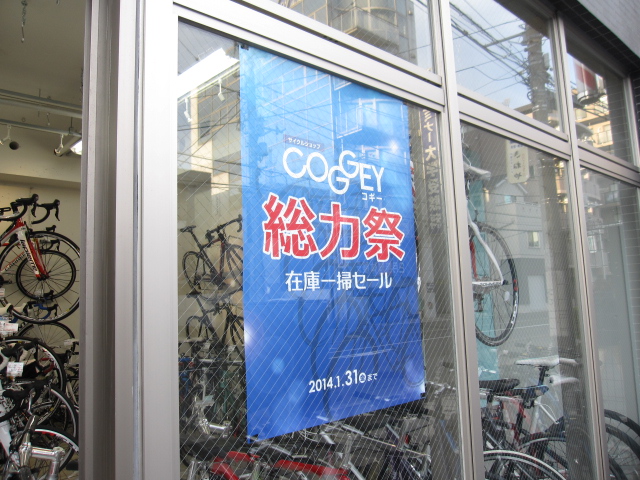 サイクルショップ
COGGEY
コギー
総力祭
在庫一掃セール
2014.1.31金まで